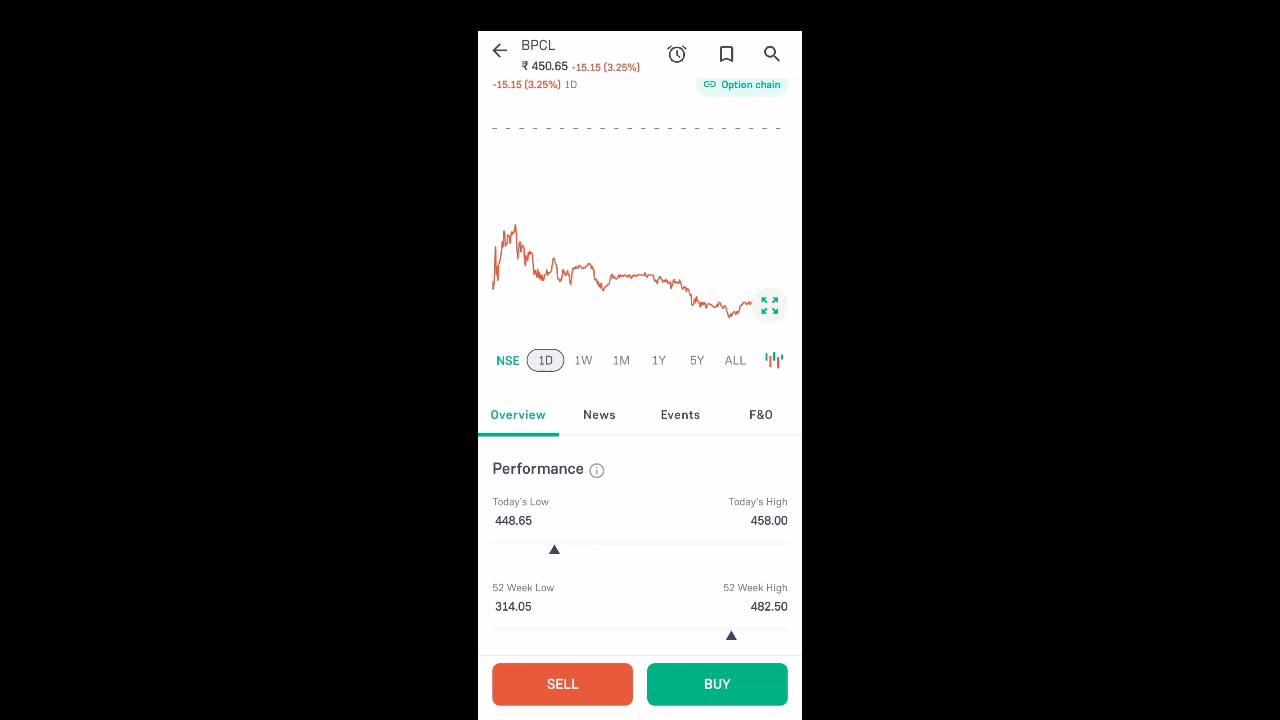 BPCL
₹ 450.65 -15.15 (3.25%)
-15.15 (3.25%) 1D
Option chain
NSE 1D 1W 1M 1Y 5Y ALL
Overview News Events F&O
Performance
Today's Low Today's High
448.65 458.00
52 Week Low 52 Week High
314.05 482.50
SELL BUY